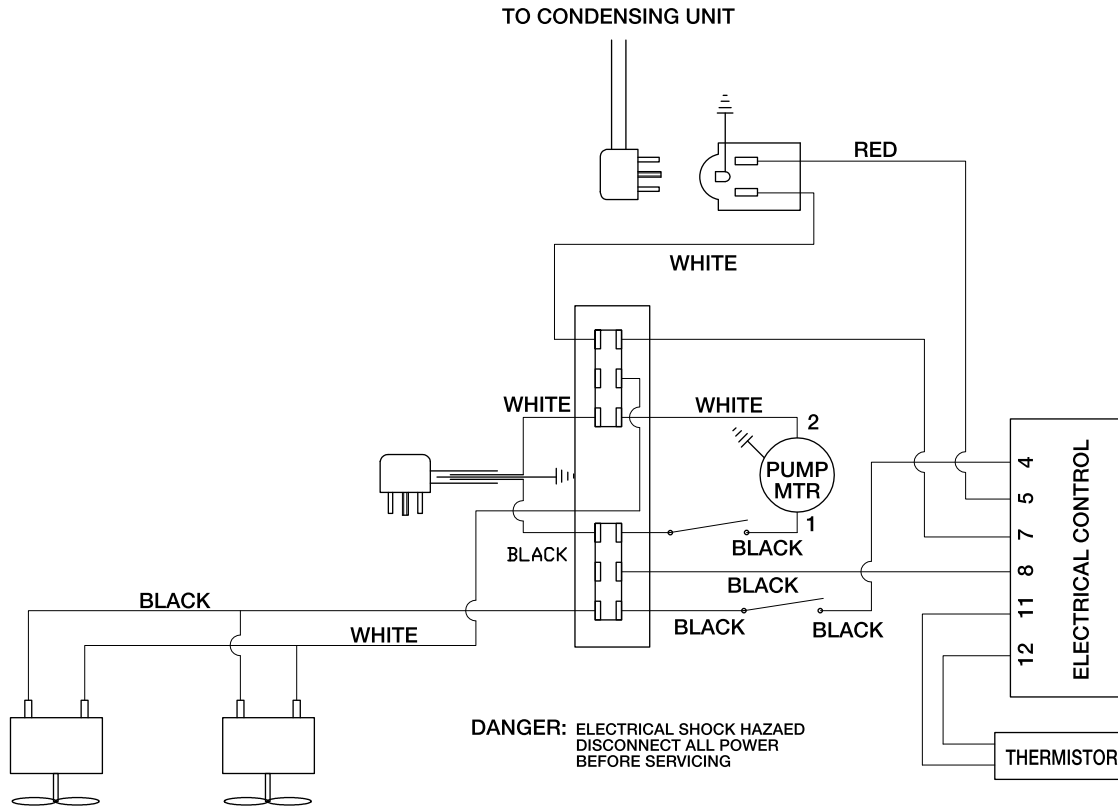 TO CONDENSING UNIT
RED
WHITE
WHITE
WHITE
2
PUMP
MTR
1
BLACK
BLACK
BLACK
BLACK
BLACK
BLACK
WHITE
4
5
7
8
11
12
ELECTRICAL CONTROL
THERMISTOR
DANGER: ELECTRICAL SHOCK HAZAED
DISCONNECT ALL POWER
BEFORE SERVICING